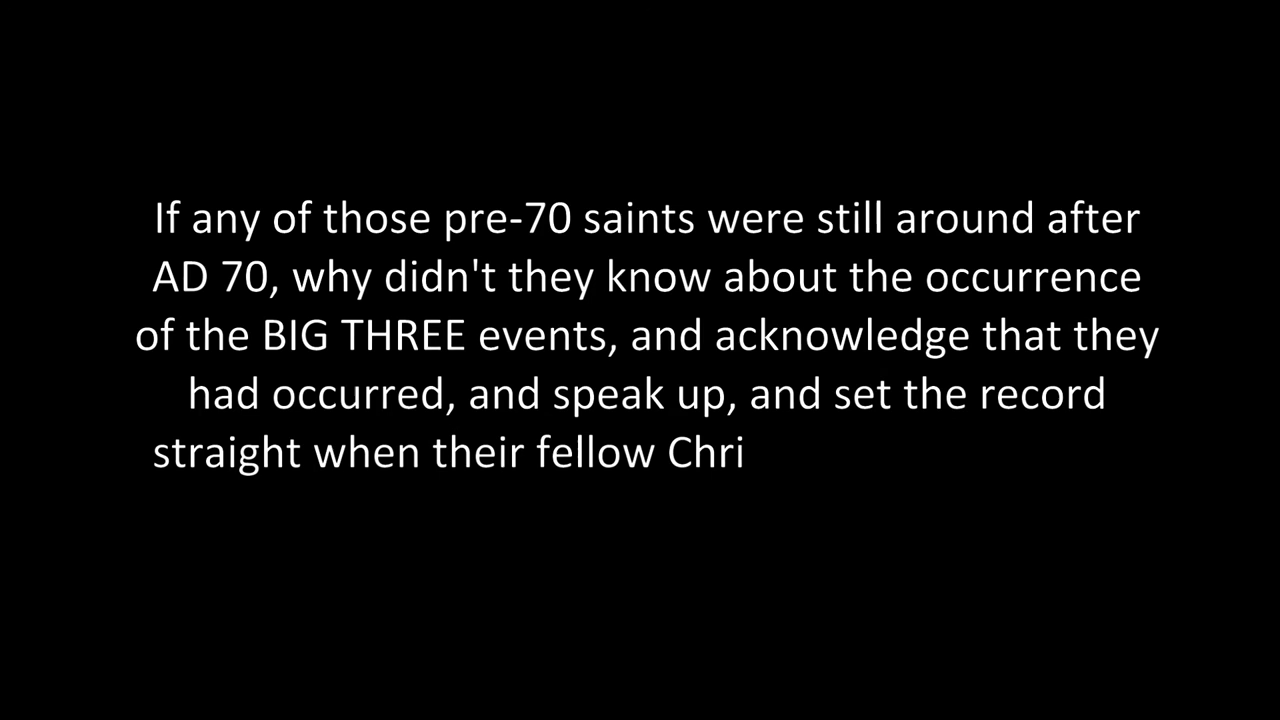 If any of those pre-70 saints were still around after
AD 70, why didn't they know about the occurrence
of the BIG THREE events, and acknowledge that they
had occurred, and speak up, and set the record
straight when their fellow Chri